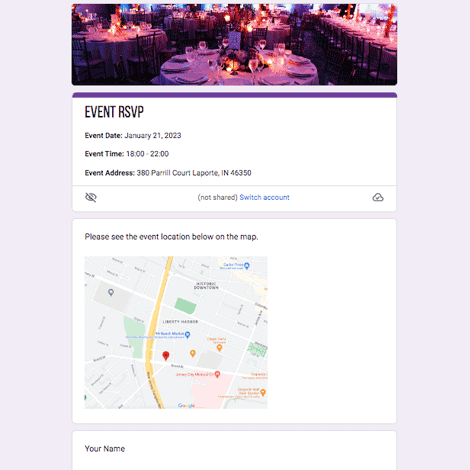 EVENT RSVP
Event Date: January 21, 2023
Event Time: 18:00 - 22:00
Event Address: 380 Parrill Court Laporte, IN 46350
(not shared) Switch account
Please see the event location below on the map.
HISTORIC
DOWNTOWN
LIBERTY HARBOR
Google
Your Name